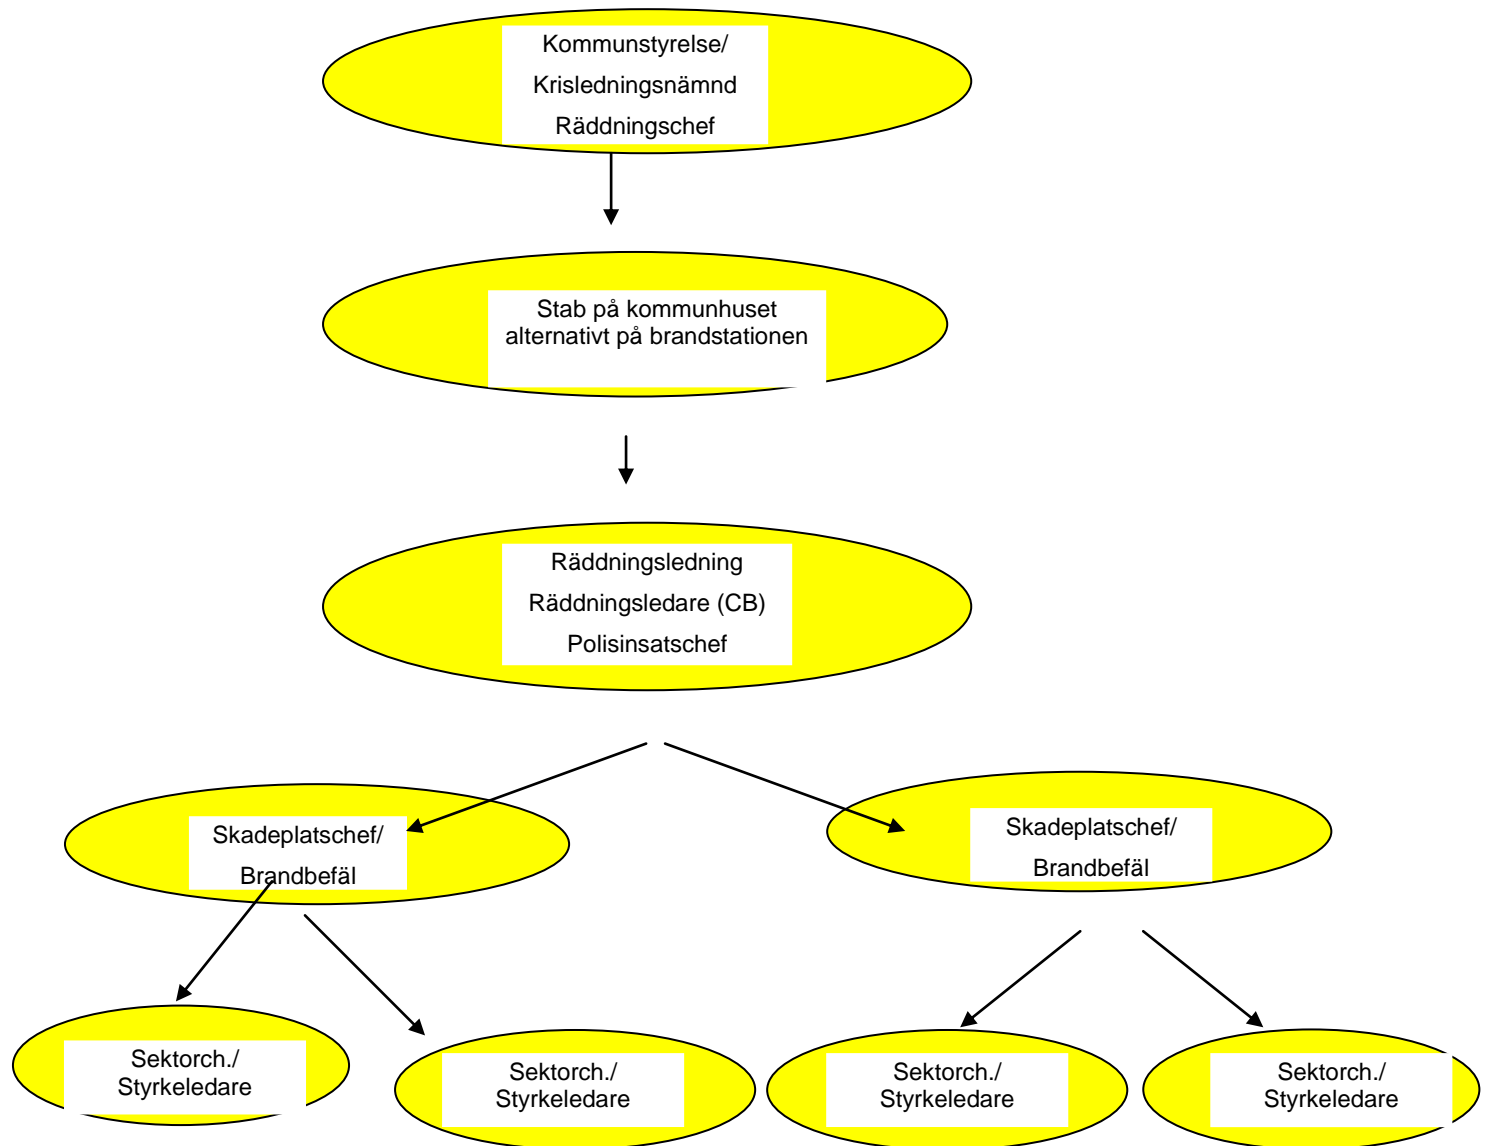 Kommunstyrelse/
Krisledningsnämnd
Räddningschef
Stab på kommunhuset
alternativt på brandstationen
Räddningsledning
Räddningsledare (CB)
Polisinsatschef
Skadeplatschef/
Brandbefäl
Skadeplatschef/
Brandbefäl
Sektorch./
Styrkeledare
Sektorch./
Styrkeledare
Sektorch./
Styrkeledare
Sektorch./
Styrkeledare